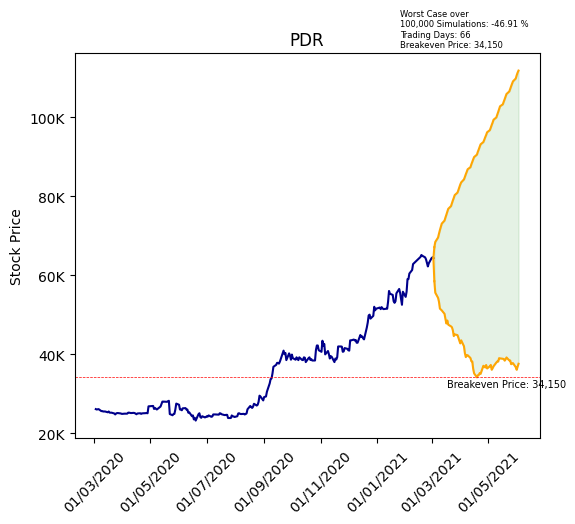 Worst Case over
100,000 Simulations: -46.91 %
Trading Days: 66
Breakeven Price: 34,150
PDR
Stock Price
100K
80K
60K
40K
20K
Breakeven Price: 34,150
01/03/2020
01/05/2020
01/07/2020
01/09/2020
01/11/2020
01/01/2021
01/03/2021
01/05/2021